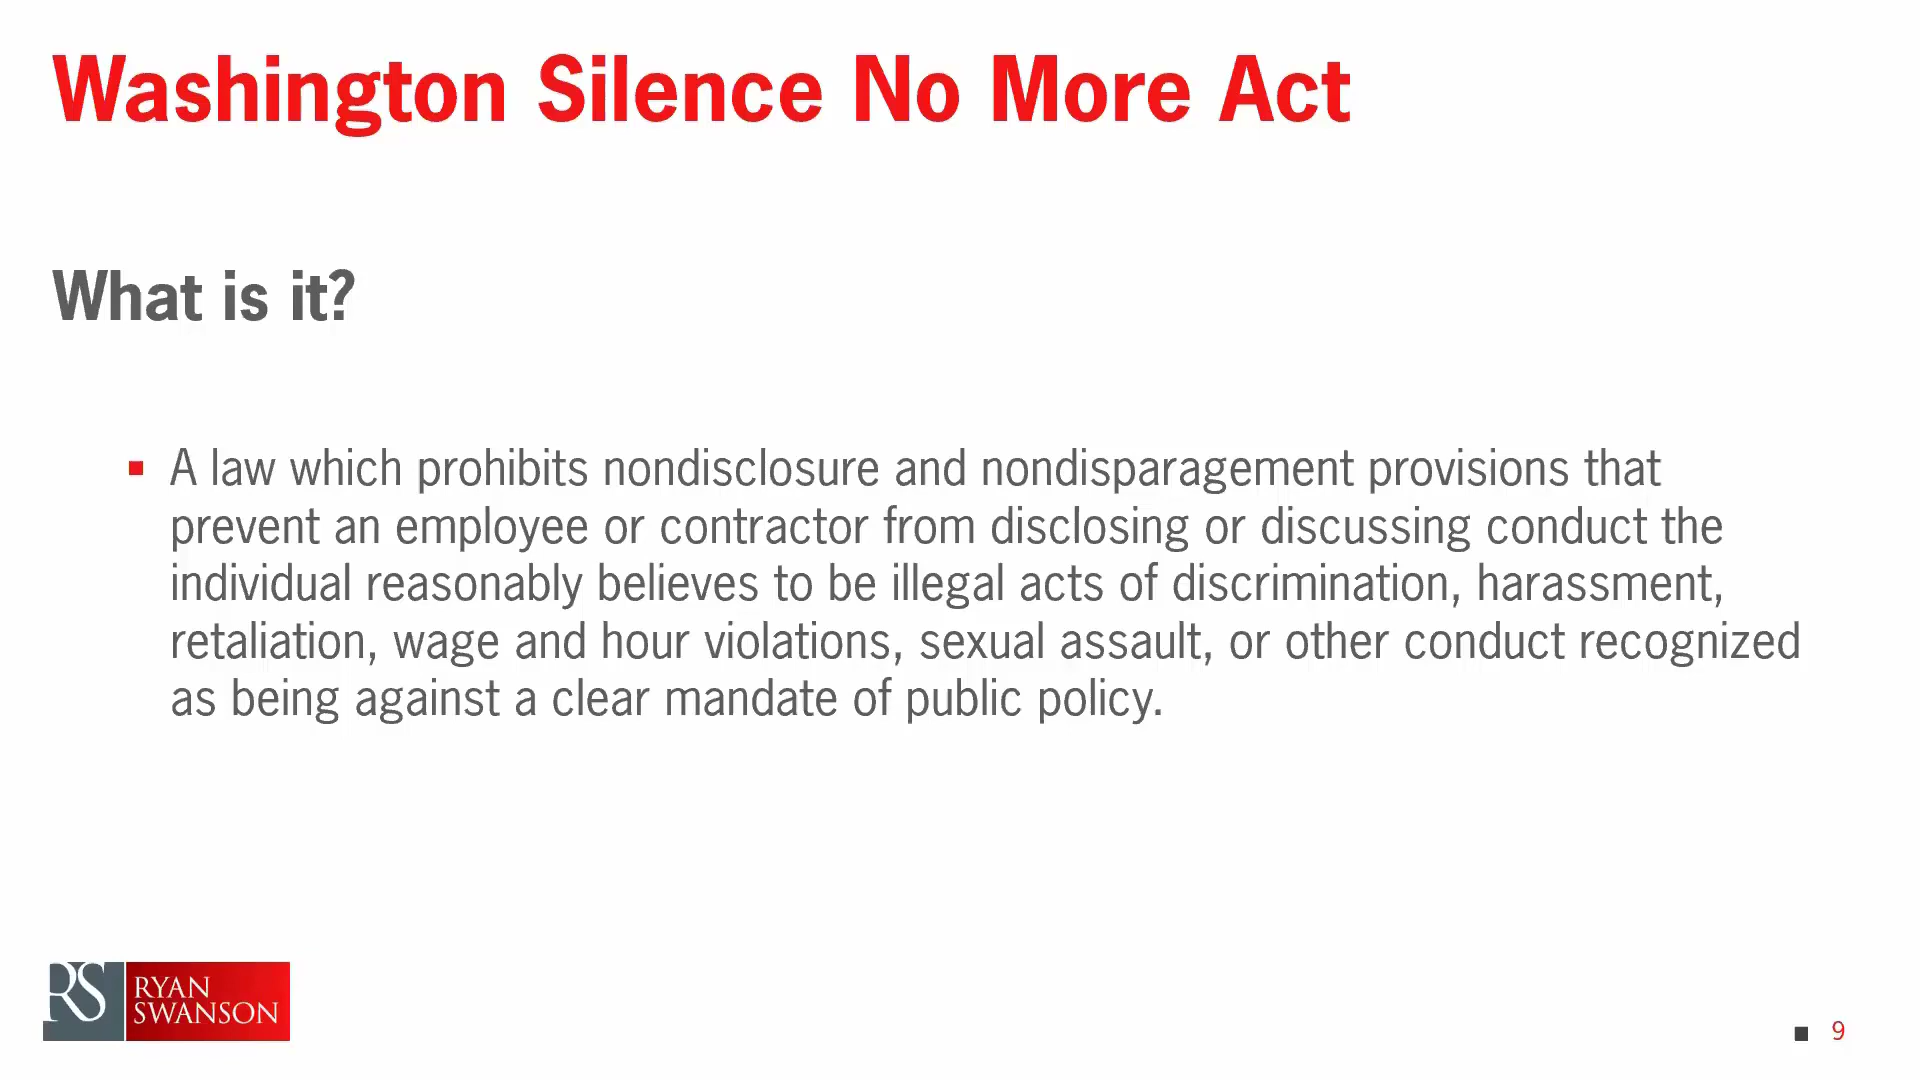 Washington Silence No More Act
What is it?
A law which prohibits nondisclosure and nondisparagement provisions that
prevent an employee or contractor from disclosing or discussing conduct the
individual reasonably believes to be illegal acts of discrimination, harassment,
retaliation, wage and hour violations, sexual assault, or other conduct recognized
as being against a clear mandate of public policy.
RS
RYAN
SWANSON
9